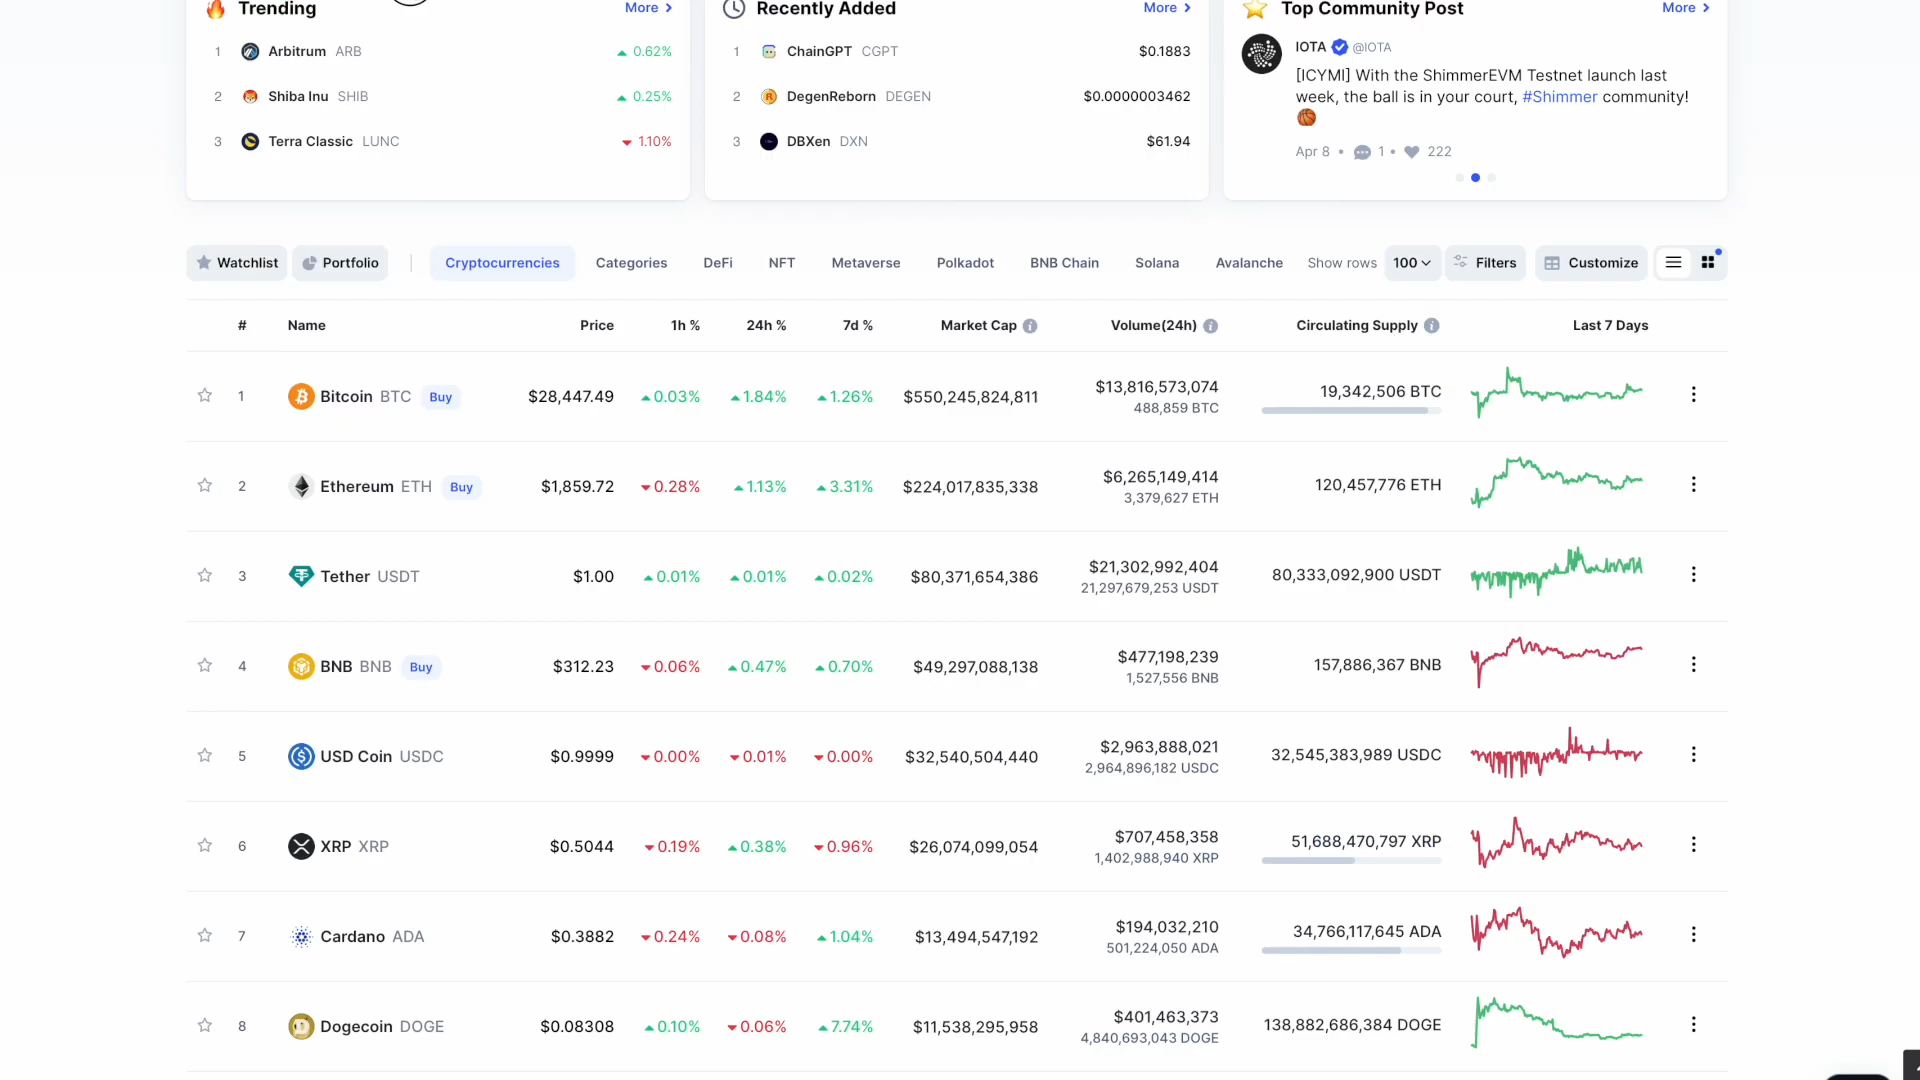 Trending
More
1 Arbitrum ARB 0.62%
2 Shiba Inu SHIB 0.25%
3 Terra Classic LUNC 1.10%
Recently Added
More
1 ChainGPT CGPT $0.1883
2 DegenReborn DEGEN $0.0000003462
3 DBXen DXN $61.94
Top Community Post
More
IOTA @IOTA
[ICYMI] With the ShimmerEVM Testnet launch last
week, the ball is in your court, #Shimmer community!
Apr 8 • 1 • 222
Watchlist Portfolio Cryptocurrencies Categories DeFi NFT Metaverse Polkadot BNB Chain Solana Avalanche Show rows 100 Filters Customize
# Name Price 1h % 24h % 7d % Market Cap Volume(24h) Circulating Supply Last 7 Days
1 Bitcoin BTC Buy $28,447.49 0.03% 1.84% 1.26% $550,245,824,811 $13,816,573,074 19,342,506 BTC
488,859 BTC
2 Ethereum ETH Buy $1,859.72 0.28% 1.13% 3.31% $224,017,835,338 $6,265,149,414 120,457,776 ETH
3,379,627 ETH
3 Tether USDT $1.00 0.01% 0.01% 0.02% $80,371,654,386 $21,302,992,404 80,333,092,900 USDT
21,297,679,253 USDT
4 BNB BNB Buy $312.23 0.06% 0.47% 0.70% $49,297,088,138 $477,198,239 157,886,367 BNB
1,527,556 BNB
5 USD Coin USDC $0.9999 0.00% 0.01% 0.00% $32,540,504,440 $2,963,888,021 32,545,383,989 USDC
2,964,896,182 USDC
6 XRP XRP $0.5044 0.19% 0.38% 0.96% $26,074,099,054 $707,458,358 51,688,470,797 XRP
1,402,988,940 XRP
7 Cardano ADA $0.3882 0.24% 0.08% 1.04% $13,494,547,192 $194,032,210 34,766,117,645 ADA
501,224,050 ADA
8 Dogecoin DOGE $0.08308 0.10% 0.06% 7.74% $11,538,295,958 $401,463,373 138,882,686,384 DOGE
4,840,693,043 DOGE